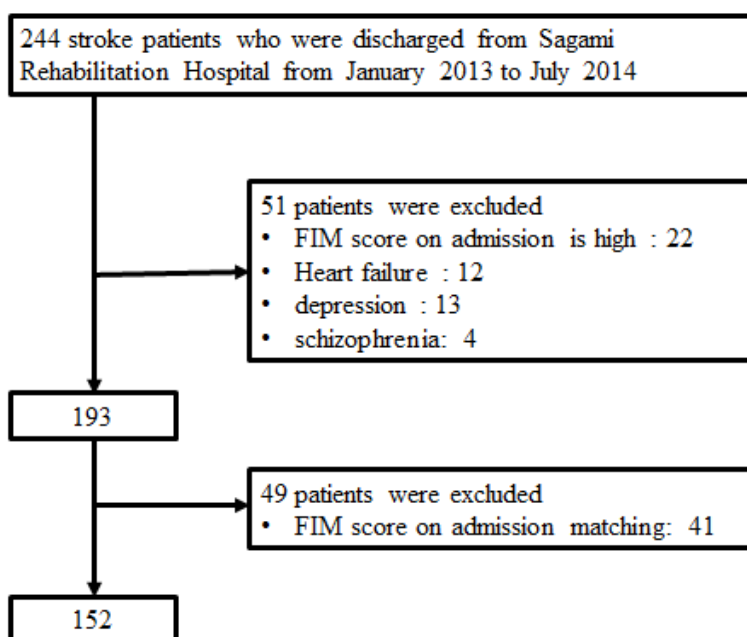 244 stroke patients who were discharged from Sagami
Rehabilitation Hospital from January 2013 to July 2014
51 patients were excluded
• FIM score on admission is high : 22
• Heart failure : 12
• depression : 13
• schizophrenia: 4
193
49 patients were excluded
• FIM score on admission matching: 41
152